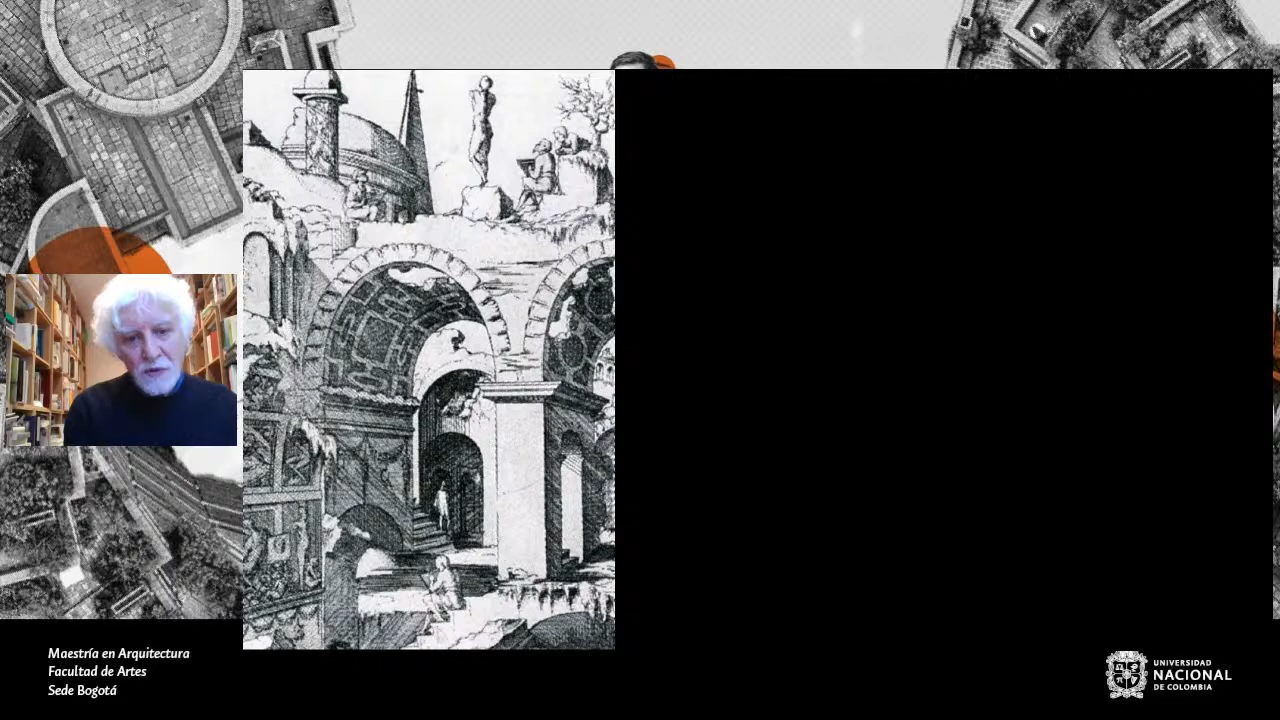 Maestría en Arquitectura
Facultad de Artes
Sede Bogotá
UNIVERSIDAD
NACIONAL
DE COLOMBIA